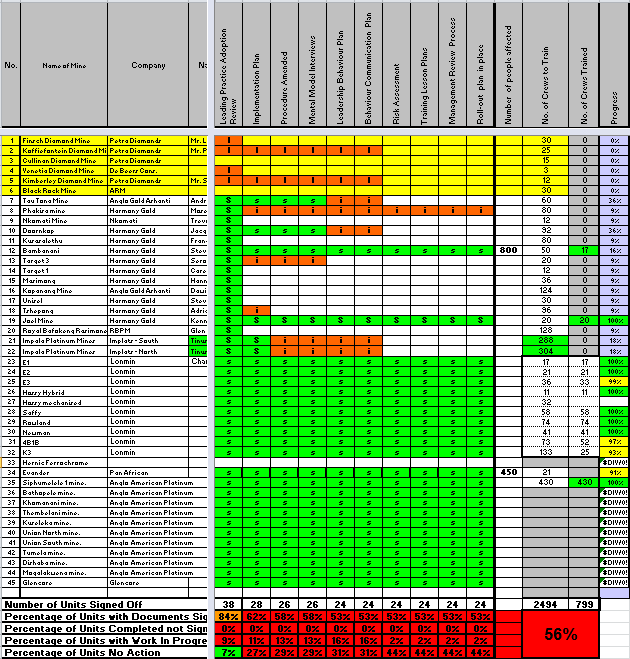 No. Name of Mine Company Na Leading Practice Adoption Review Implementation Plan Procedure Amended Mental Model Interviews Leadership Behaviour Plan Behaviour Communication Plan Risk Assessment Training Lesson Plans Management Review Process Roll-out plan in place Number of people affected No. of Crews to Train No. of Crews Trained Progress
1 Finsch Diamond Mine Petra Diamonds Mr. L i 30 0 0%
2 Koffiefontein Diamond Mi Petra Diamonds Mr. P i i i i i i 25 0 0%
3 Cullinan Diamond Mine Petra Diamonds 15 0 0%
4 Venetia Diamond Mine De Beers Cons. i 3 0 0%
5 Kimberley Diamond Mine Petra Diamonds Mr. S i i i i i i 12 0 0%
6 Black Rock Mine ARM 30 0 0%
7 TauTona Mine Anglo Gold Ashanti Andr S s s s i i 60 0 36%
8 Phakisa mine Harmony Gold Mara S i i i i i i i i i 80 0 9%
9 Nkomati Mine Nkomati Trev S 12 0 9%
10 Doornkop Harmony Gold Jacq S s s s i i 92 0 36%
11 Kusasalethu Harmony Gold Fran S 80 0 9%
12 Bambanani Harmony Gold Stev S s s s s s s s s s 800 50 17 16%
13 Target 3 Harmony Gold Sera S i i i 20 0 9%
14 Target 1 Harmony Gold Care S 12 0 9%
15 Masimong Harmony Gold Hann S 36 0 9%
16 Kopanong Mine Anglo Gold Ashanti Dawi S 124 0 9%
17 Unisel Harmony Gold Stev S 30 0 9%
18 Tshepong Harmony Gold Adri S i 96 0 9%
19 Joel Mine Harmony Gold Kenn S s s s s s s s s s 20 20 100%
20 Royal Bafokeng Rasimone RBPM Glen S 128 0 9%
21 Impala Platinum Mines Implats - South Tinus S S i i i i 288 0 18%
22 Impala Platinum Mines Implats - North Tinus S S i i i i 304 0 18%
23 E1 Lonmin Char s s s s s s s s s s 17 17 100%
24 E2 Lonmin s s s s s s s s s s 21 21 100%
25 E3 Lonmin s s s s s s s s s s 36 33 99%
26 Hossy Hybrid Lonmin s s s s s s s s s s 11 11 100%
27 Hossy mechanised Lonmin s s s s s s s s s s 32
28 Saffy Lonmin s s s s s s s s s s 58 58 100%
29 Rowland Lonmin s s s s s s s s s s 74 74 100%
30 Newman Lonmin s s s s s s s s s s 41 41 100%
31 4B1B Lonmin s s s s s s s s s s 73 52 97%
32 K3 Lonmin s s s s s s s s s s 133 25 93%
33 Hernic Ferrochrome #DIV/0!
34 Evander Pan African s s s s s s s s s s 450 21 91%
35 Siphumelele 1 mine. Anglo American Platinum s s s s s s s s s s 430 430 100%
36 Bathopele mine. Anglo American Platinum s s s s s s s s s s #DIV/0!
37 Khomanani mine. Anglo American Platinum s s s s s s s s s s #DIV/0!
38 Thembelani mine. Anglo American Platinum s s s s s s s s s s #DIV/0!
39 Kuseleka mine. Anglo American Platinum s s s s s s s s s s #DIV/0!
40 Union North mine. Anglo American Platinum s s s s s s s s s s #DIV/0!
41 Union South mine. Anglo American Platinum s s s s s s s s s s #DIV/0!
42 Tumela mine. Anglo American Platinum s s s s s s s s s s #DIV/0!
43 Dishaba mine. Anglo American Platinum s s s s s s s s s s #DIV/0!
44 Mogalakwena mine. Anglo American Platinum s s s s s s s s s s #DIV/0!
45 Glencore Glencore s s s s s s s s s s #DIV/0!
Number of Units Signed Off 38 28 26 26 24 24 24 24 24 24 2494 799
Percentage of Units with Documents Sig 84% 62% 58% 58% 53% 53% 53% 53% 53% 53% 56%
Percentage of Units Completed not Sign 0% 0% 0% 0% 0% 0% 0% 0% 0% 0%
Percentage of Units with Work In Progre 9% 11% 13% 13% 16% 16% 2% 2% 2% 2%
Percentage of Units No Action 7% 27% 29% 29% 31% 31% 44% 44% 44% 44%